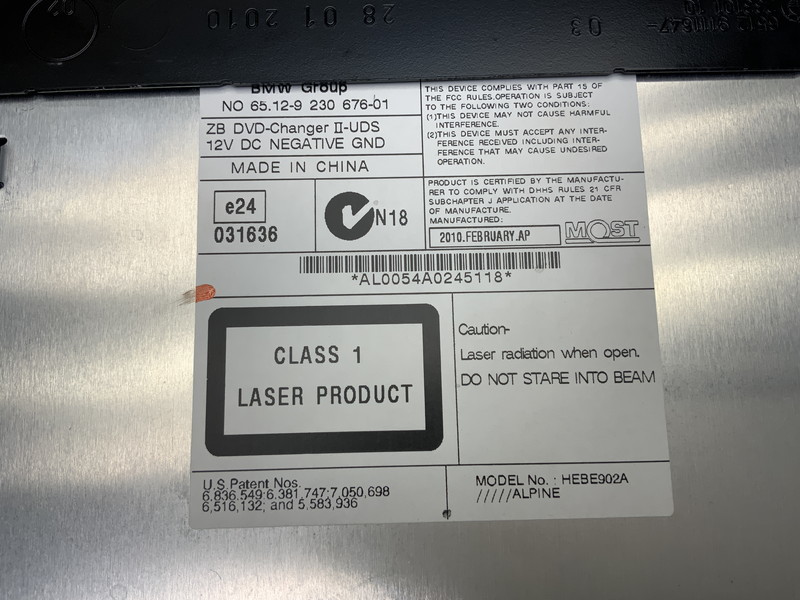 28 01 2010
03
BMW Group
NO 65.12-9 230 676-01
ZB DVD-Changer II-UDS
12V DC NEGATIVE GND
MADE IN CHINA
e24
031636
N18
THIS DEVICE COMPLIES WITH PART 15 OF
THE FCC RULES.OPERATION IS SUBJECT
TO THE FOLLOWING TWO CONDITIONS:
(1)THIS DEVICE MAY NOT CAUSE HARMFUL
INTERFERENCE.
(2)THIS DEVICE MUST ACCEPT ANY INTER-
FERENCE RECEIVED INCLUDING INTER-
FERENCE THAT MAY CAUSE UNDESIRED
OPERATION.
PRODUCT IS CERTIFIED BY THE MANUFACTU-
RER TO COMPLY WITH DHHS RULES 21 CFR
SUBCHAPTER J APPLICATION AT THE DATE
OF MANUFACTURE.
MANUFACTURED:
2010.FEBRUARY.AP
MOST
*AL0054A0245118*
CLASS 1
LASER PRODUCT
Caution-
Laser radiation when open.
DO NOT STARE INTO BEAM
U.S.Patent Nos.
6,836,549;6,381,747;7,050,698
6,516,132; and 5,583,936
MODEL No. : HEBE902A
/////ALPINE